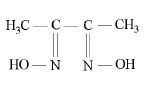 H₃C — C — C — CH₃
HO — N N — OH